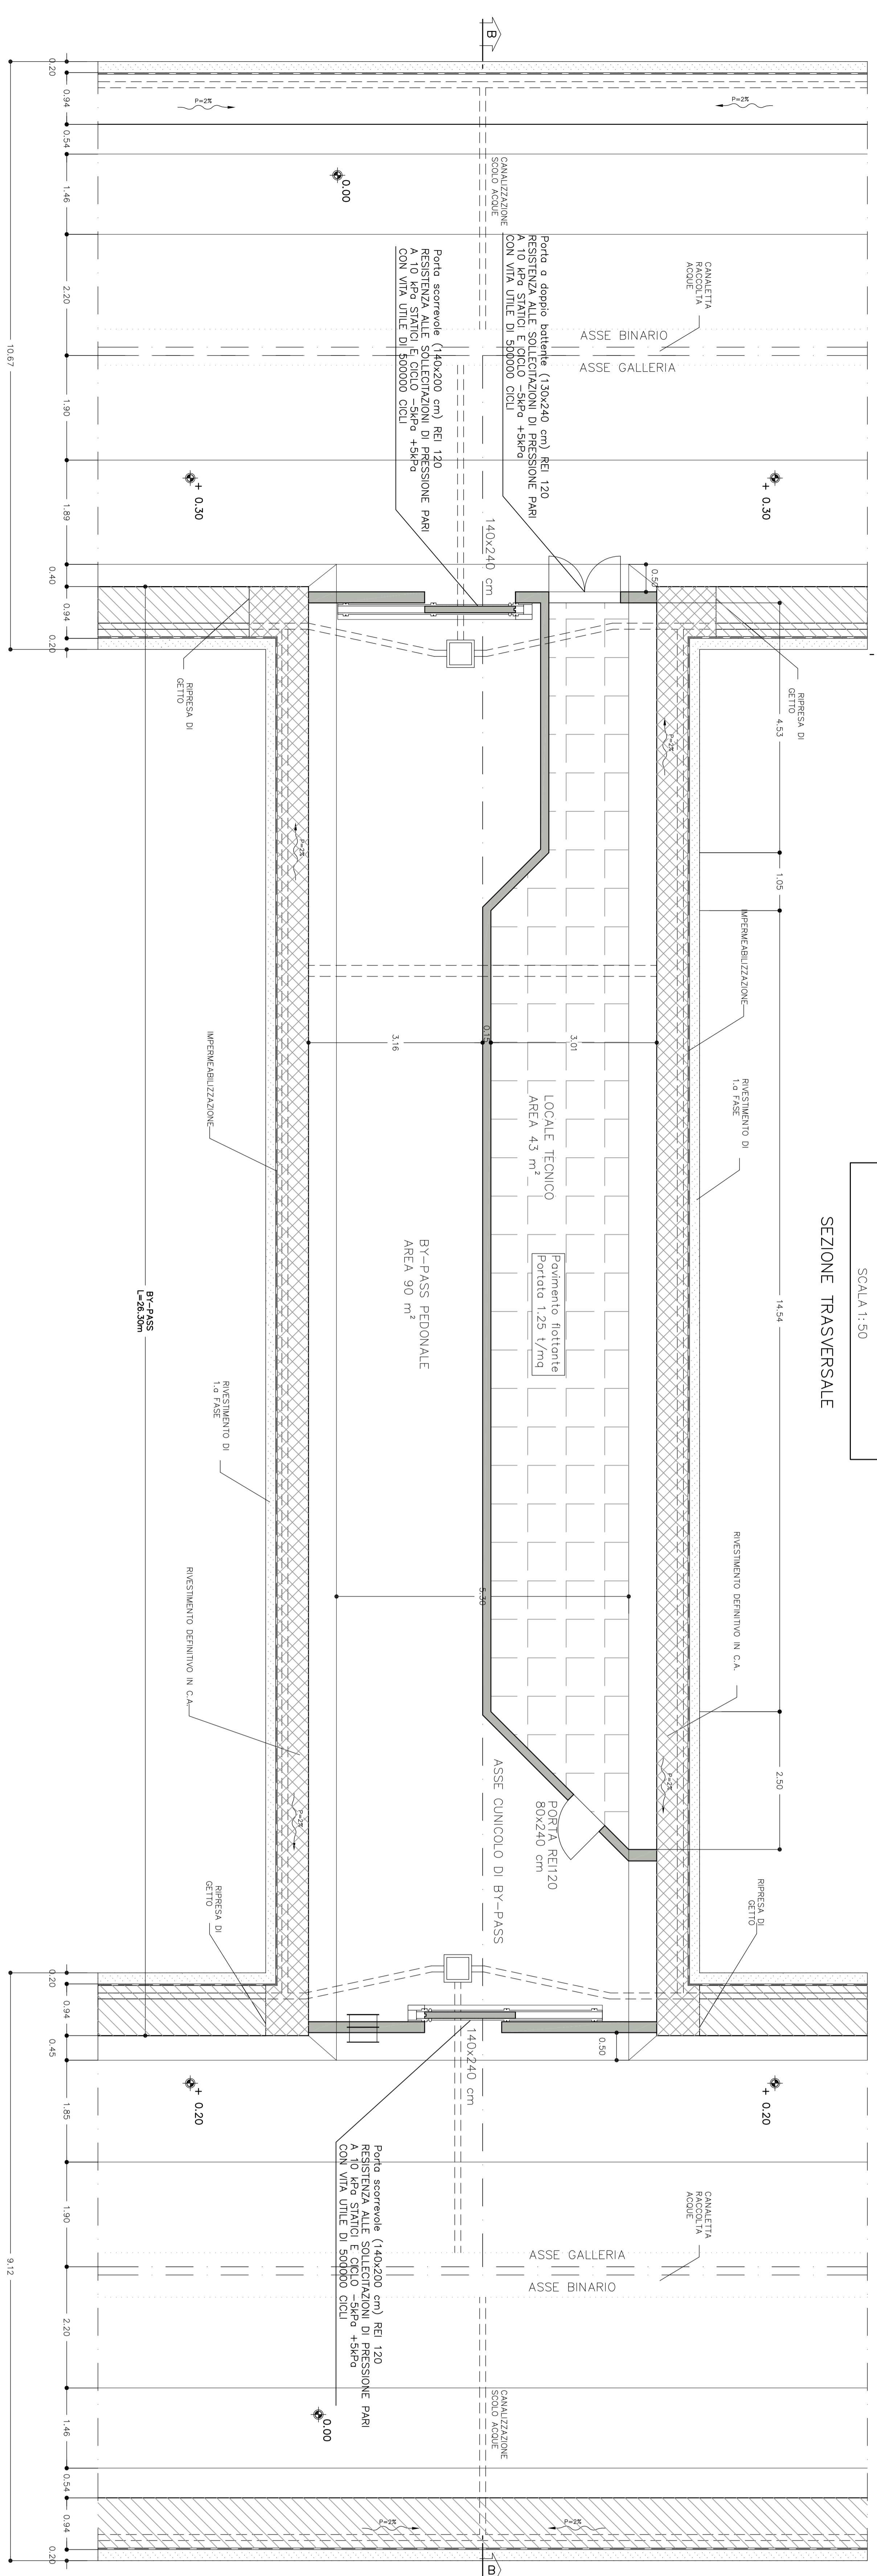 B
0.20
0.94
0.54
1.46
2.20
1.90
1.89
0.40
0.94
0.20
10.67
P=2%
P=2%
0.00
CANALIZZAZIONE
SCOLO ACQUE
CANALETTA
RACCOLTA
ACQUE
Porta a doppio battente (130x240 cm) REI 120
RESISTENZA ALLE SOLLECITAZIONI DI PRESSIONE PARI
A 10 kPa STATICI E CICLO -5kPa +5kPa
CON VITA UTILE DI 500000 CICLI
Porta scorrevole (140x200 cm) REI 120
RESISTENZA ALLE SOLLECITAZIONI DI PRESSIONE PARI
A 10 kPa STATICI E CICLO -5kPa +5kPa
CON VITA UTILE DI 500000 CICLI
ASSE BINARIO
ASSE GALLERIA
+ 0.30
+ 0.30
140x240 cm
0.50
RIPRESA DI
GETTO
RIPRESA DI
GETTO
4.53
1.05
14.54
2.50
P=2%
P=2%
IMPERMEABILIZZAZIONE
IMPERMEABILIZZAZIONE
RIVESTIMENTO DI
1.a FASE
3.16
0.15
3.01
LOCALE TECNICO
AREA 43 m²
SCALA 1:50
SEZIONE TRASVERSALE
Pavimento flottante
Portata 1.25 t/mq
BY-PASS PEDONALE
AREA 90 m²
BY-PASS
L=26.30m
RIVESTIMENTO DI
1.a FASE
RIVESTIMENTO DEFINITIVO IN C.A.
RIVESTIMENTO DEFINITIVO IN C.A.
5.30
P=2%
P=2%
ASSE CUNICOLO DI BY-PASS
PORTA REI120
80x240 cm
RIPRESA DI
GETTO
RIPRESA DI
GETTO
0.50
140x240 cm
+ 0.20
+ 0.20
Porta scorrevole (140x200 cm) REI 120
RESISTENZA ALLE SOLLECITAZIONI DI PRESSIONE PARI
A 10 kPa STATICI E CICLO -5kPa +5kPa
CON VITA UTILE DI 500000 CICLI
CANALETTA
RACCOLTA
ACQUE
ASSE GALLERIA
ASSE BINARIO
CANALIZZAZIONE
SCOLO ACQUE
0.00
P=2%
P=2%
0.20
0.94
0.45
1.85
1.90
2.20
1.46
0.54
0.94
0.20
9.12
B